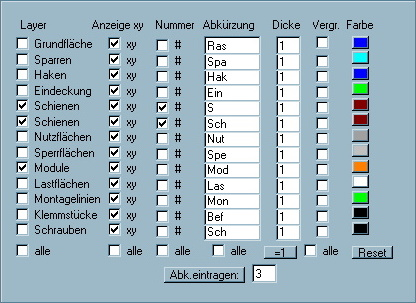 Layer Anzeige xy Nummer Abkürzung Dicke Vergr. Farbe
Grundfläche xy # Ras 1
Sparren xy # Spa 1
Haken xy # Hak 1
Eindeckung xy # Ein 1
Schienen xy # S 1
Schienen xy # Sch 1
Nutzflächen xy # Nut 1
Sperrflächen xy # Spe 1
Module xy # Mod 1
Lastflächen xy # Las 1
Montagelinien xy # Mon 1
Klemmstücke xy # Bef 1
Schrauben xy # Sch 1
alle alle alle alle =1 alle Reset
Abk.eintragen: 3